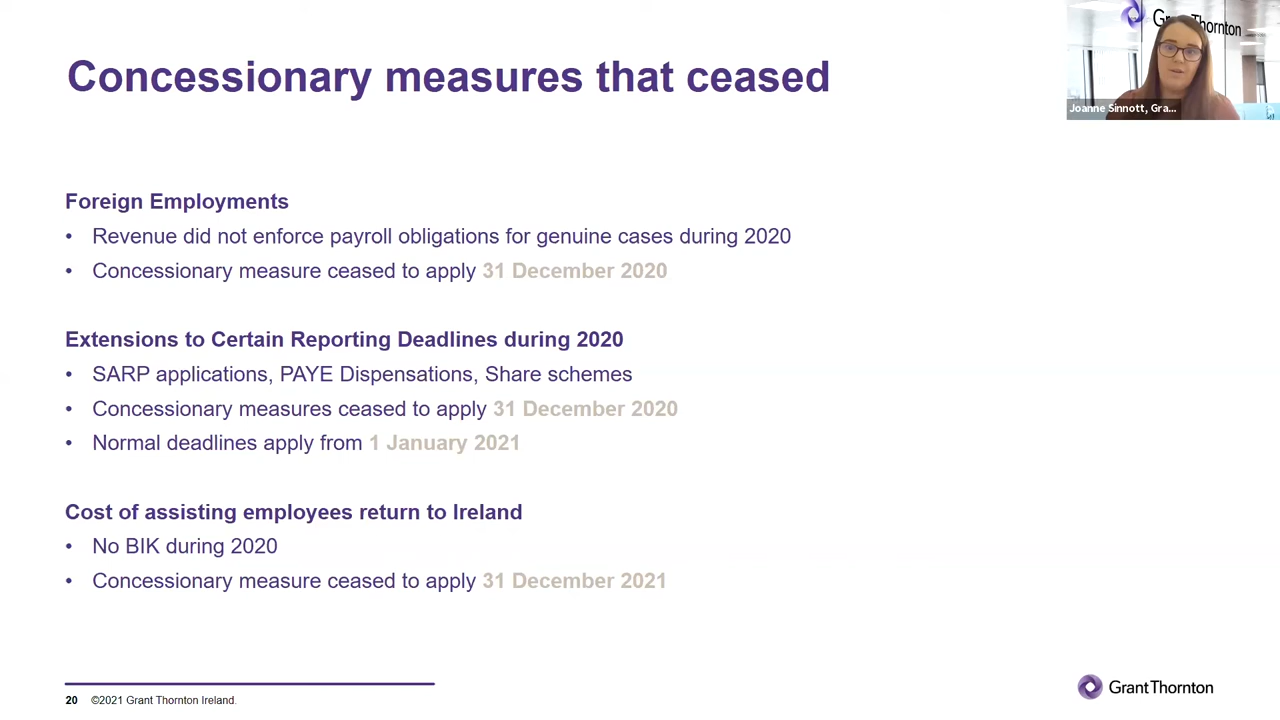 Concessionary measures that ceased
Grant Thornton
Joanne Sinnott, Gra...
Foreign Employments
• Revenue did not enforce payroll obligations for genuine cases during 2020
• Concessionary measure ceased to apply 31 December 2020
Extensions to Certain Reporting Deadlines during 2020
• SARP applications, PAYE Dispensations, Share schemes
• Concessionary measures ceased to apply 31 December 2020
• Normal deadlines apply from 1 January 2021
Cost of assisting employees return to Ireland
• No BIK during 2020
• Concessionary measure ceased to apply 31 December 2021
20 ©2021 Grant Thornton Ireland.
Grant Thornton